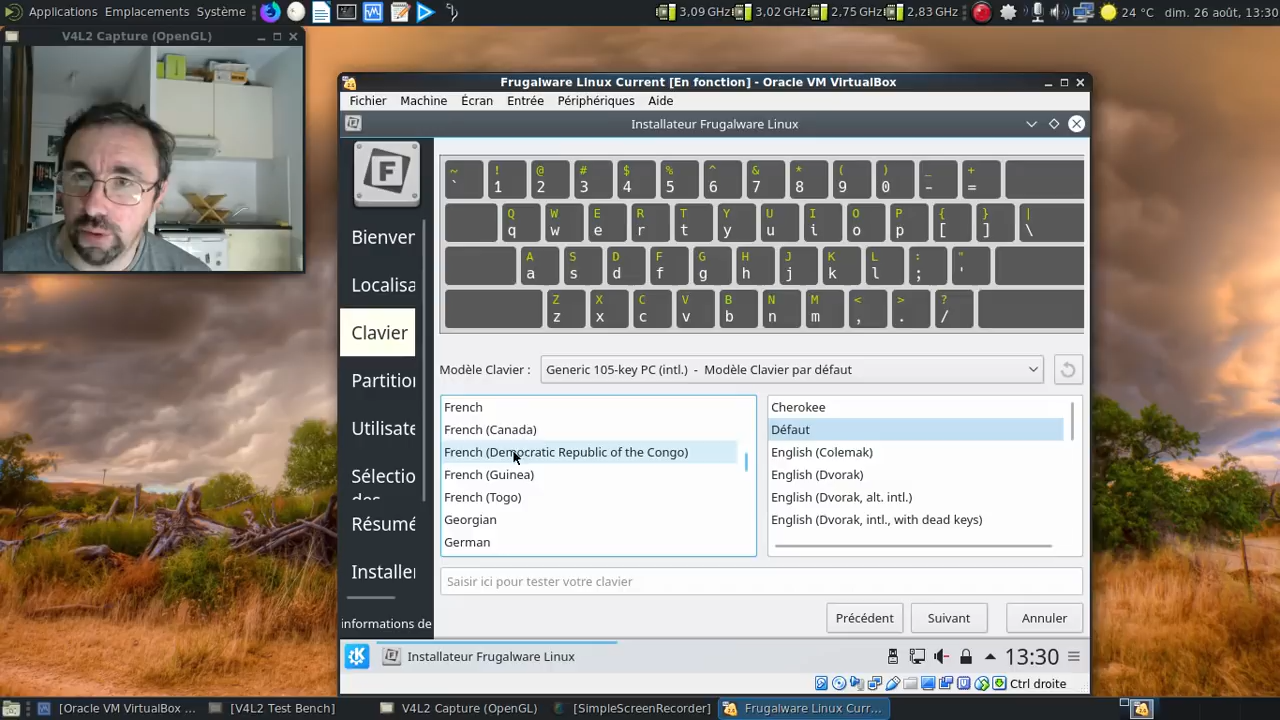 Applications Emplacements Système
3,09 GHz 3,02 GHz 2,75 GHz 2,83 GHz 24 °C dim. 26 août, 13:30
V4L2 Capture (OpenGL)
Frugalware Linux Current [En fonction] - Oracle VM VirtualBox
Fichier Machine Écran Entrée Périphériques Aide
Installateur Frugalware Linux
F
Bienven
Localisa
Clavier
Partition
Utilisate
Sélectio
des
Résumé
Installer
informations de
~ ! @ # $ % ^ & * ( ) _ +
` 1 2 3 4 5 6 7 8 9 0 - =
Q W E R T Y U I O P { } |
q w e r t y u i o p [ ] \
A S D F G H J K L : "
a s d f g h j k l ; '
Z X C V B N M < > ?
z x c v b n m , . /
Modèle Clavier : Generic 105-key PC (intl.) - Modèle Clavier par défaut
French
French (Canada)
French (Democratic Republic of the Congo)
French (Guinea)
French (Togo)
Georgian
German
Cherokee
Défaut
English (Colemak)
English (Dvorak)
English (Dvorak, alt. intl.)
English (Dvorak, intl., with dead keys)
Saisir ici pour tester votre clavier
Précédent Suivant Annuler
Installateur Frugalware Linux 13:30
Ctrl droite
[Oracle VM VirtualBox ... [V4L2 Test Bench] V4L2 Capture (OpenGL) [SimpleScreenRecorder] Frugalware Linux Curr...